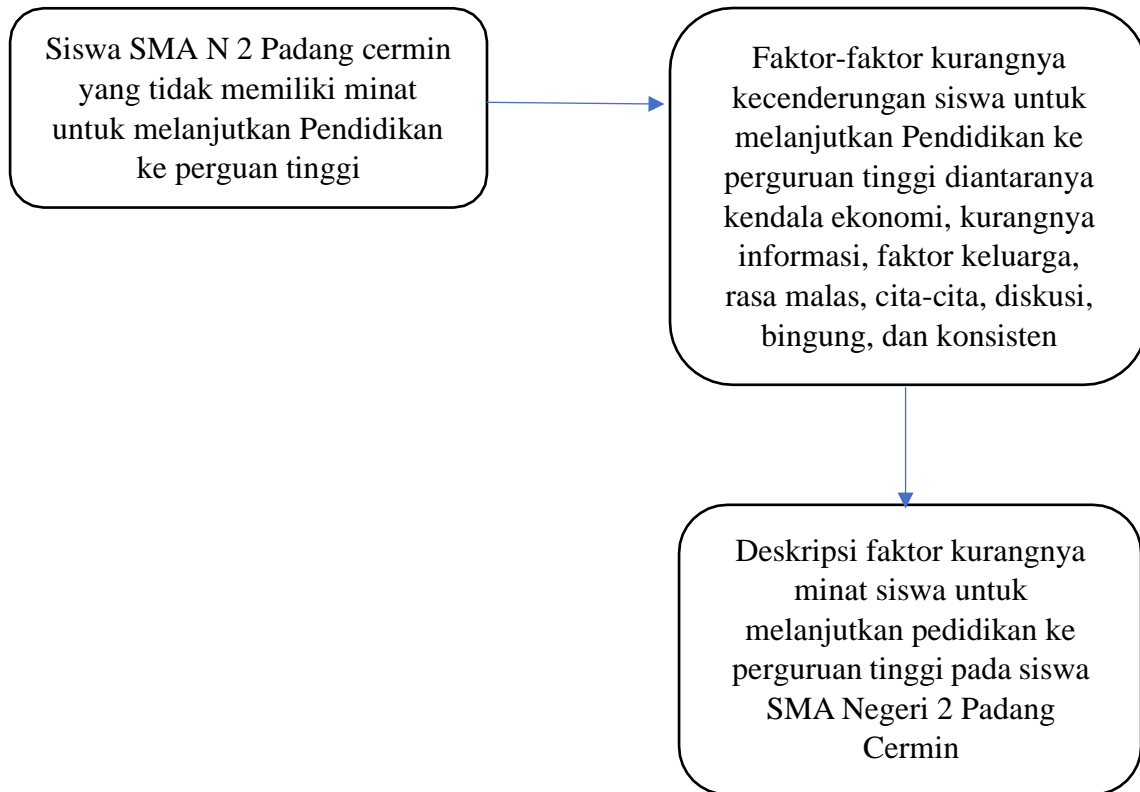 Siswa SMA N 2 Padang cermin
yang tidak memiliki minat
untuk melanjutkan Pendidikan
ke perguan tinggi
Faktor-faktor kurangnya
kecenderungan siswa untuk
melanjutkan Pendidikan ke
perguruan tinggi diantaranya
kendala ekonomi, kurangnya
informasi, faktor keluarga,
rasa malas, cita-cita, diskusi,
bingung, dan konsisten
Deskripsi faktor kurangnya
minat siswa untuk
melanjutkan pedidikan ke
perguruan tinggi pada siswa
SMA Negeri 2 Padang
Cermin